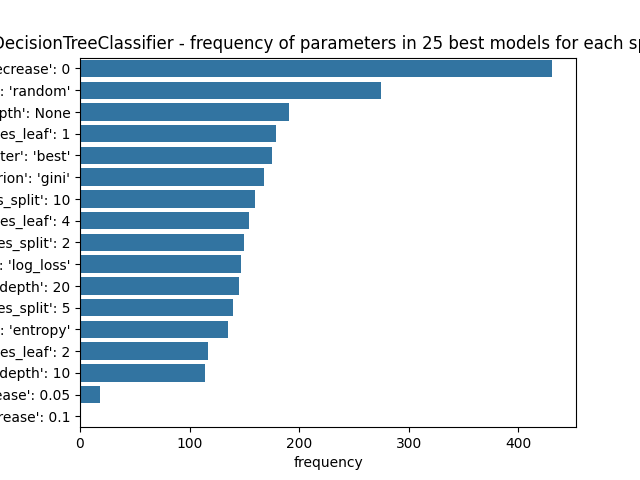 DecisionTreeClassifier - frequency of parameters in 25 best models for each sp
ecrease': 0
: 'random'
pth': None
es_leaf': 1
ter': 'best'
rion': 'gini'
s_split': 10
es_leaf': 4
es_split': 2
: 'log_loss'
depth': 20
es_split': 5
: 'entropy'
es_leaf': 2
depth': 10
ease': 0.05
rease': 0.1
0 100 200 300 400
frequency